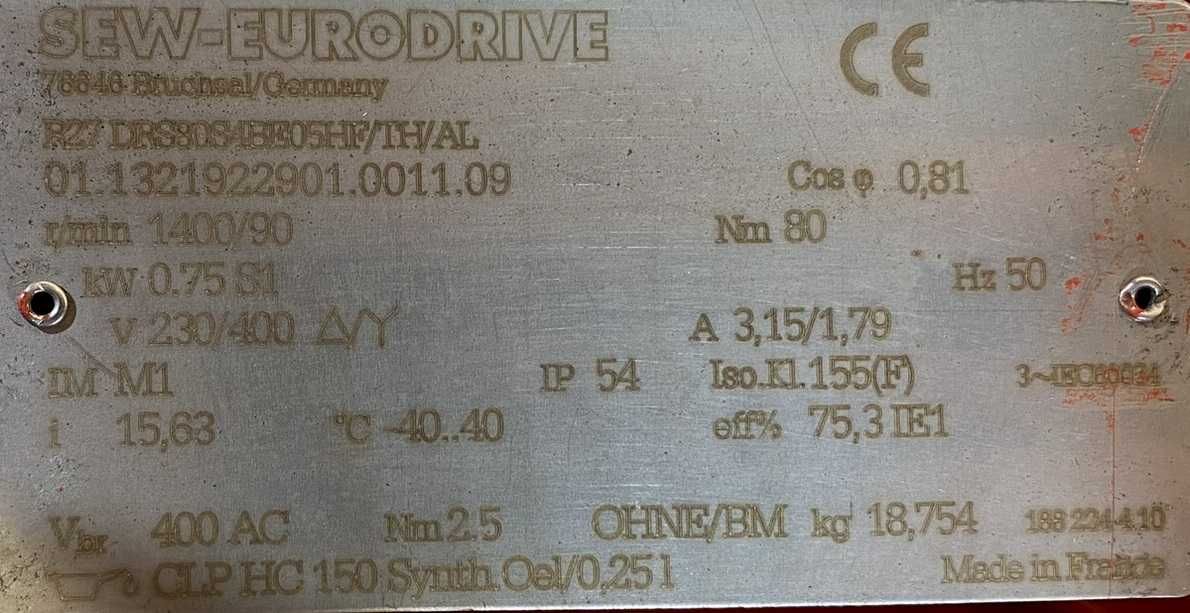 SEW-EURODRIVE CE
76646 Bruchsal/Germany
RZ7 DRS80S4BE05HF/TH/AL
01.1321922901.0011.09 Cos φ 0,81
r/min 1400/90 Nm 80
kW 0.75 S1 Hz 50
V 230/400 Δ/Y A 3,15/1,79
IM M1 IP 54 Iso.Kl. 155(F) 3~IEC60034
i 15,63 °C -40..40 eff% 75,3 IE1
Vbr 400 AC Nm 2.5 OHNE/BM kg 18,754 188 224 4.10
CLP HC 150 Synth.Oel/0,25 l Made in France